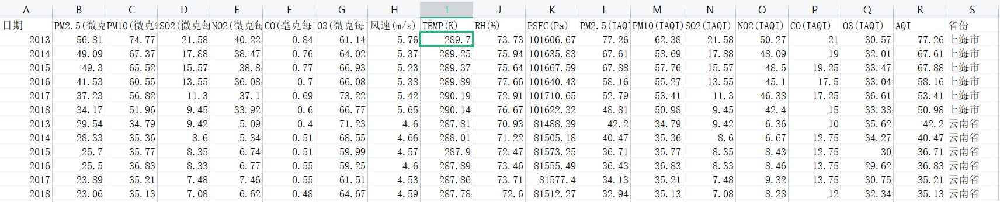 A B C D E F G H I J K L M N O P Q R S
日期 PM2.5(微克 PM10(微克每 SO2(微克每 NO2(微克每 CO(毫克每 O3(微克每 风速(m/s) TEMP(K) RH(%) PSFC(Pa) PM2.5(IAQI PM10(IAQI) SO2(IAQI) NO2(IAQI) CO(IAQI) O3(IAQI) AQI 省份
2013 56.81 74.77 21.58 40.22 0.84 61.14 5.76 289.7 73.73 101606.67 77.26 62.38 21.58 50.27 21 30.57 77.26 上海市
2014 49.09 67.37 17.88 38.47 0.76 64.02 5.37 289.25 75.94 101635.83 67.61 58.69 17.88 48.09 19 32.01 67.61 上海市
2015 49.3 65.52 15.57 38.8 0.77 66.93 5.23 289.37 75.64 101667.59 67.88 57.76 15.57 48.5 19.25 33.47 67.88 上海市
2016 41.53 60.55 13.55 36.08 0.7 66.08 5.38 289.89 77.66 101640.43 58.16 55.27 13.55 45.1 17.5 33.04 58.16 上海市
2017 37.23 56.82 11.3 37.1 0.69 73.22 5.42 290.19 72.91 101710.65 52.79 53.41 11.3 46.38 17.25 36.61 53.41 上海市
2018 34.17 51.96 9.45 33.92 0.6 66.77 5.65 290.14 76.67 101622.32 48.81 50.98 9.45 42.4 15 33.38 50.98 上海市
2013 29.54 34.79 9.42 5.09 0.4 71.23 4.6 287.81 70.93 81488.39 42.2 34.79 9.42 6.36 10 35.62 42.2 云南省
2014 28.33 35.36 8.6 5.34 0.51 68.55 4.66 288.01 71.22 81505.18 40.47 35.36 8.6 6.67 12.75 34.27 40.47 云南省
2015 25.7 35.77 8.35 6.74 0.51 59.99 4.57 287.9 72.47 81573.25 36.71 35.77 8.35 8.43 12.75 30 36.71 云南省
2016 25.5 36.83 8.33 6.77 0.55 59.25 4.6 287.89 73.46 81555.49 36.43 36.83 8.33 8.46 13.75 29.62 36.83 云南省
2017 23.89 35.21 7.48 7.46 0.55 61.51 4.53 287.86 73.71 81577.4 34.13 35.21 7.48 9.32 13.75 30.75 35.21 云南省
2018 23.06 35.13 7.08 6.62 0.48 64.67 4.59 287.78 72.6 81512.27 32.94 35.13 7.08 8.28 12 32.34 35.13 云南省